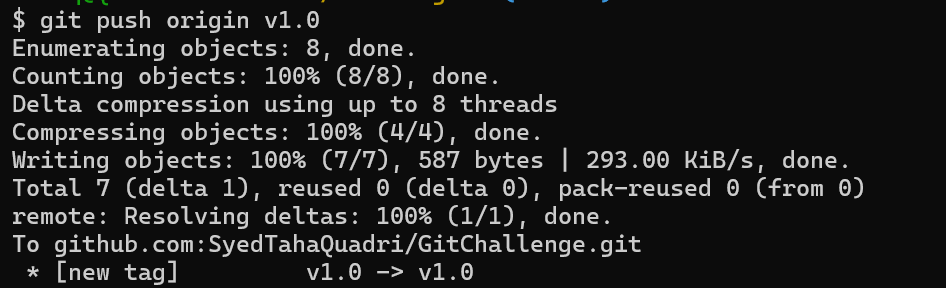 $ git push origin v1.0
Enumerating objects: 8, done.
Counting objects: 100% (8/8), done.
Delta compression using up to 8 threads
Compressing objects: 100% (4/4), done.
Writing objects: 100% (7/7), 587 bytes | 293.00 KiB/s, done.
Total 7 (delta 1), reused 0 (delta 0), pack-reused 0 (from 0)
remote: Resolving deltas: 100% (1/1), done.
To github.com:SyedTahaQuadri/GitChallenge.git
 * [new tag]         v1.0 -> v1.0